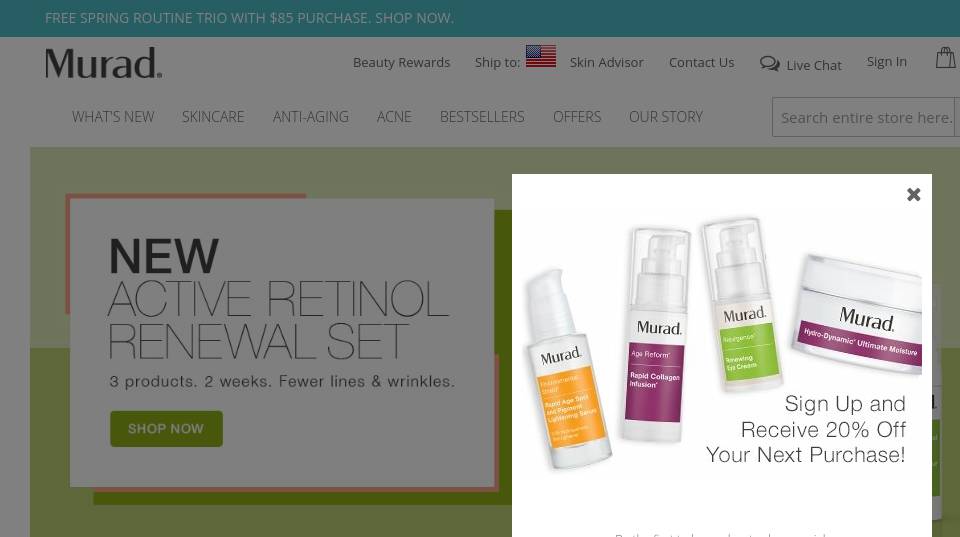 FREE SPRING ROUTINE TRIO WITH $85 PURCHASE. SHOP NOW.
Murad.
Beauty Rewards
Ship to:
Skin Advisor
Contact Us
Live Chat
Sign In
WHAT'S NEW
SKINCARE
ANTI-AGING
ACNE
BESTSELLERS
OFFERS
OUR STORY
Search entire store here.
NEW
ACTIVE RETINOL
RENEWAL SET
3 products. 2 weeks. Fewer lines & wrinkles.
SHOP NOW
Murad.
Environmental
Shield
Rapid Age Spot
and Pigment
Lightening Serum
Murad.
Age Reform
Rapid Collagen
Infusion
Murad.
Resurgence
Renewing
Eye Cream
Murad.
Hydro-Dynamic Ultimate Moisture
Sign Up and
Receive 20% Off
Your Next Purchase!